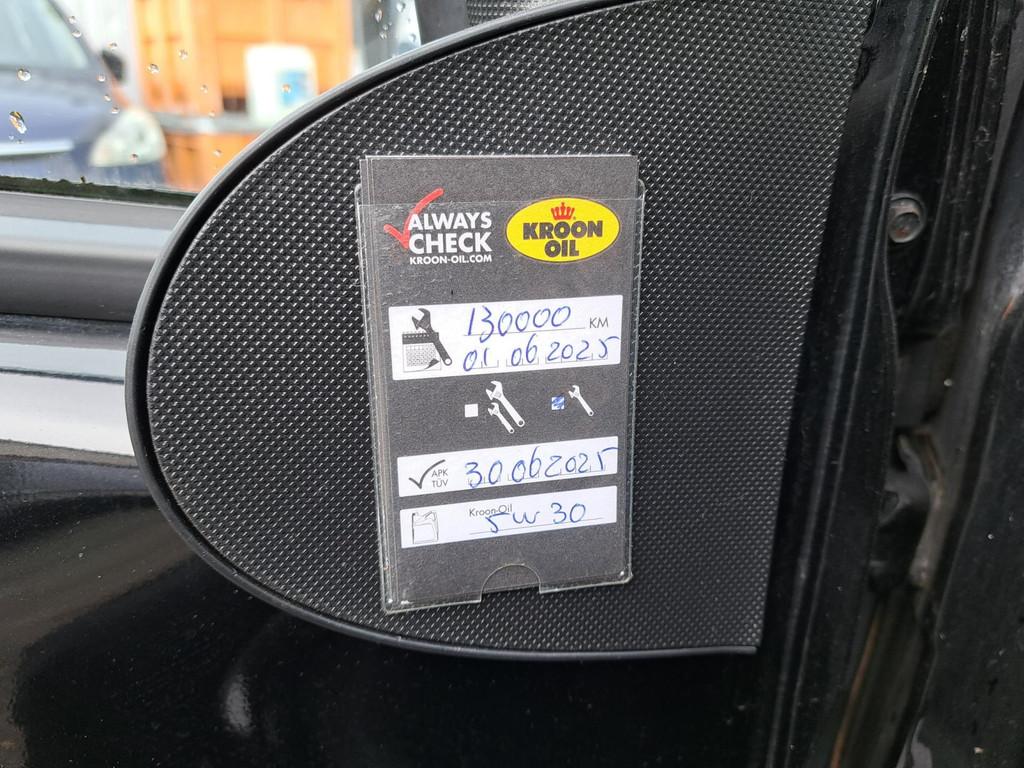 ALWAYS
CHECK
KROON-OIL.COM
KROON
OIL
130000 KM
01 06 2025
APK
TÜV
30 06 2025
Kroon-Oil
5W30